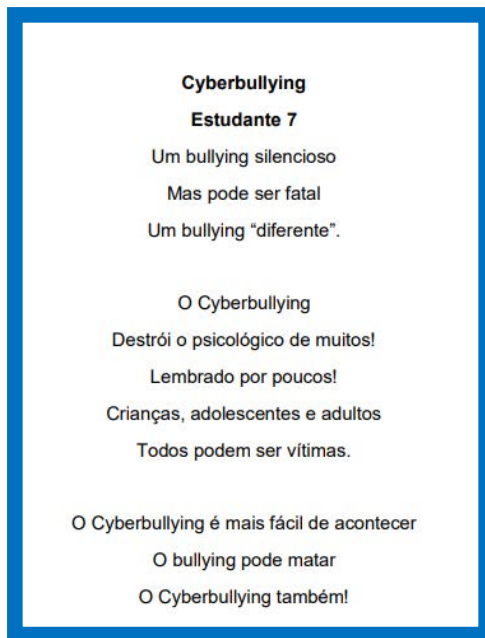 Cyberbullying
Estudante 7
Um bullying silencioso
Mas pode ser fatal
Um bullying “diferente”.
O Cyberbullying
Destrói o psicológico de muitos!
Lembrado por poucos!
Crianças, adolescentes e adultos
Todos podem ser vítimas.
O Cyberbullying é mais fácil de acontecer
O bullying pode matar
O Cyberbullying também!